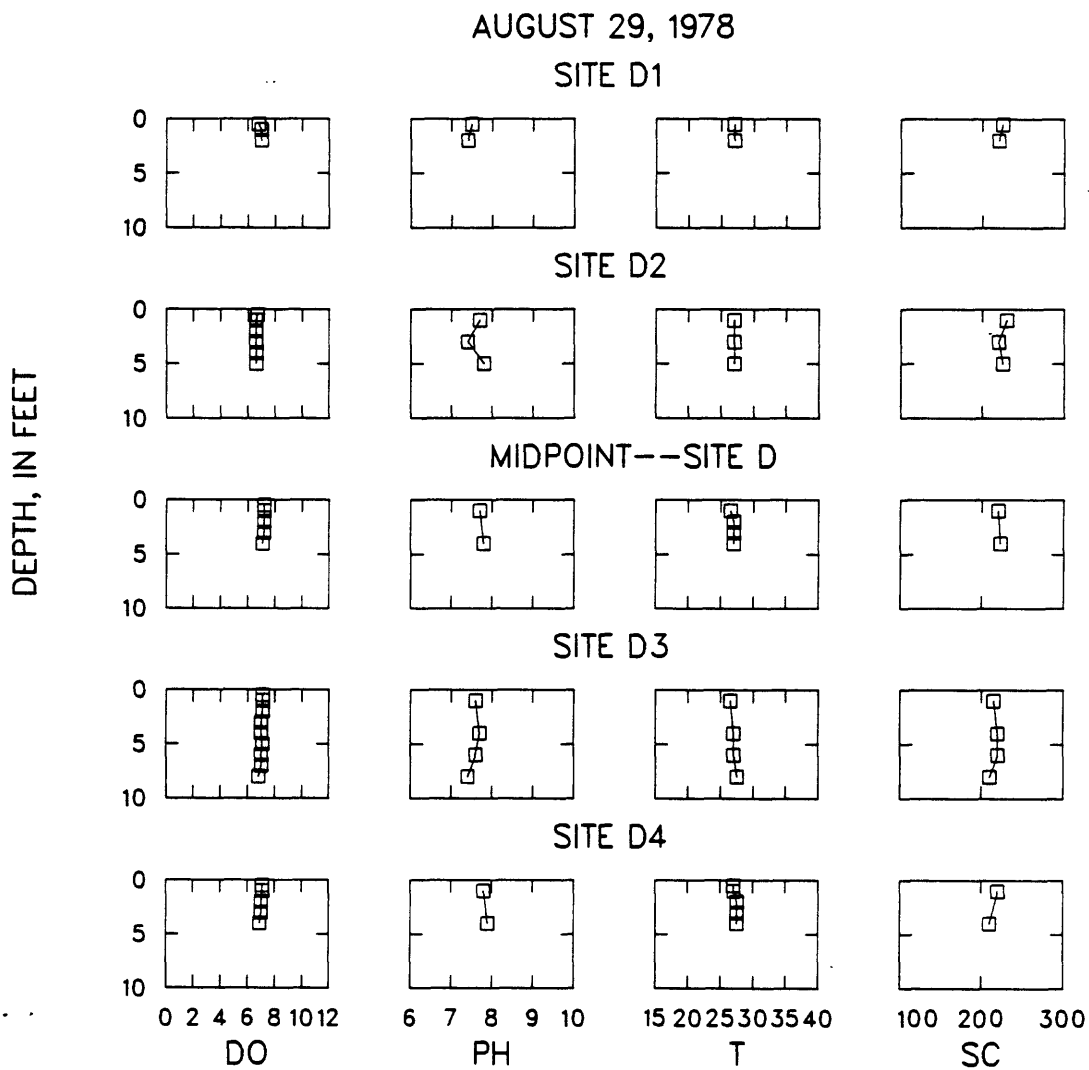 AUGUST 29, 1978
SITE D1
0
5
10
SITE D2
0
5
10
DEPTH, IN FEET
MIDPOINT--SITE D
0
5
10
SITE D3
0
5
10
SITE D4
0
5
10
0 2 4 6 8 10 12 6 7 8 9 10 15 20 25 30 35 40 100 200 300
DO PH T SC